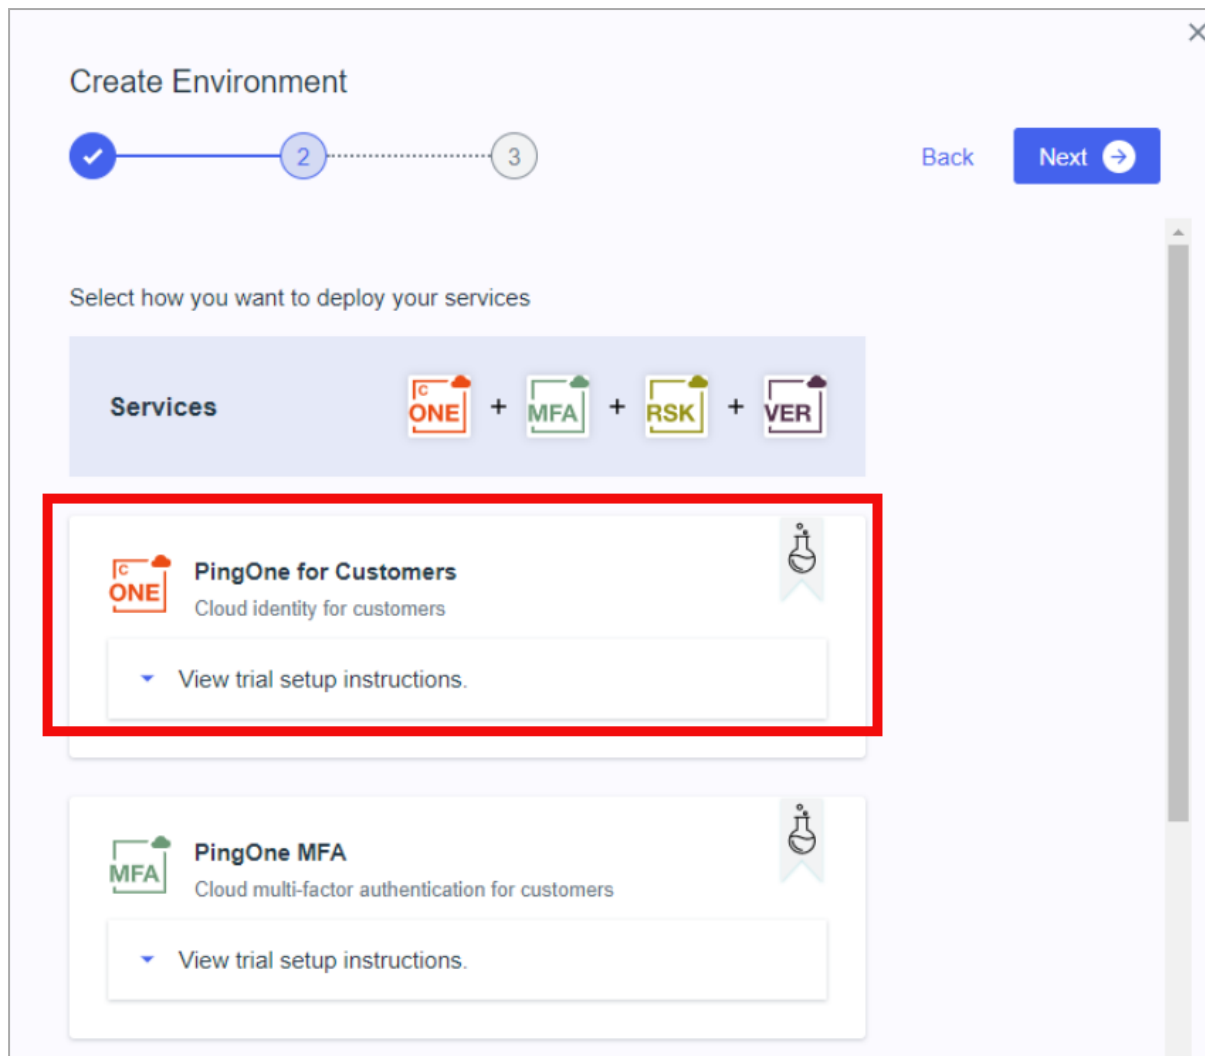 Create Environment
2
3
Back
Next
Select how you want to deploy your services
Services
C
ONE
+
MFA
+
RSK
+
VER
C
ONE
PingOne for Customers
Cloud identity for customers
View trial setup instructions.
MFA
PingOne MFA
Cloud multi-factor authentication for customers
View trial setup instructions.